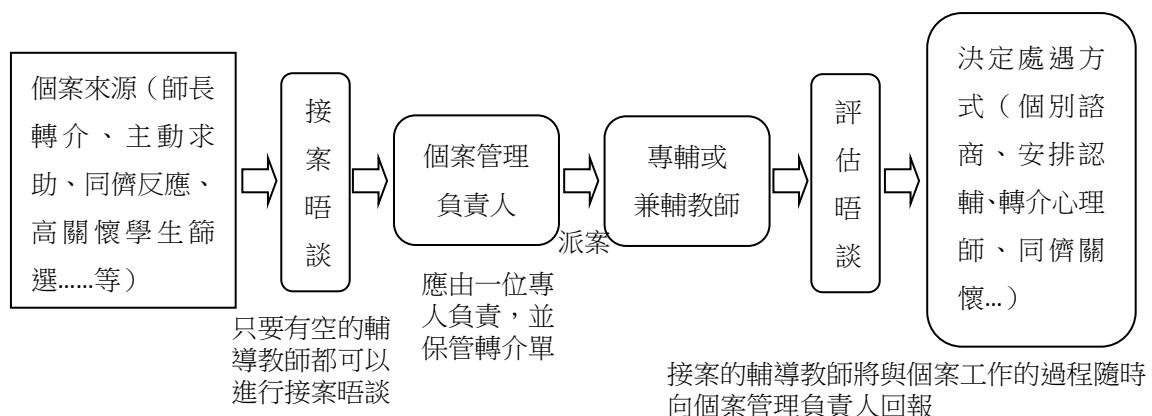 個案來源（師長
轉介、主動求
助、同儕反應、
高關懷學生篩
選……等）
接
案
晤
談
只要有空的輔
導教師都可以
進行接案晤談
個案管理
負責人
應由一位專
人負責，並
保管轉介單
派案
專輔或
兼輔教師
評
估
晤
談
決定處遇方
式（個別諮
商、安排認
輔、轉介心理
師、同儕關
懷…）
接案的輔導教師將與個案工作的過程隨時
向個案管理負責人回報